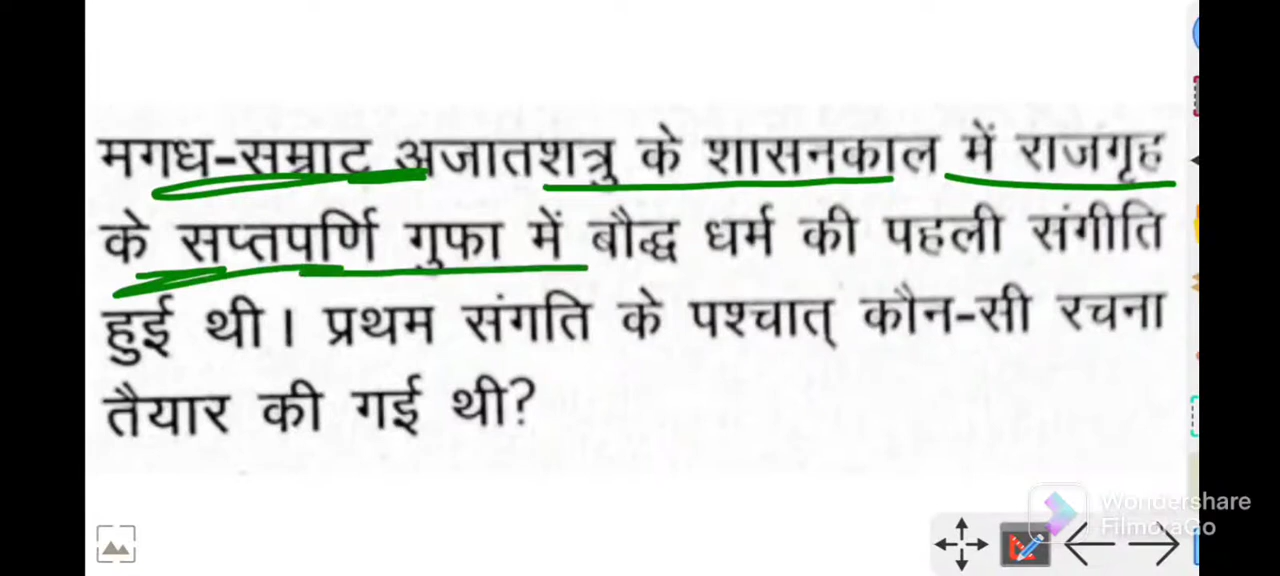 मगध-सम्राट अजातशत्रु के शासनकाल में राजगृह
के सप्तपर्णि गुफा में बौद्ध धर्म की पहली संगीति
हुई थी। प्रथम संगति के पश्चात् कौन-सी रचना
तैयार की गई थी?
Wondershare
FilmoraGo